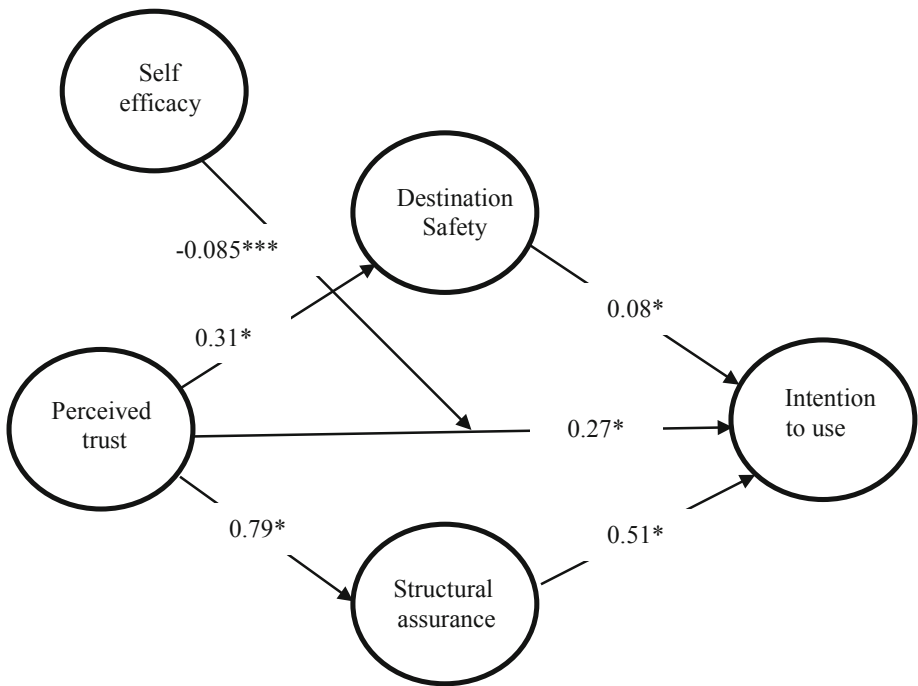 Self
efficacy
Destination
Safety
-0.085***
0.08*
0.31*
Perceived
trust
Intention
to use
0.27*
0.79*
0.51*
Structural
assurance